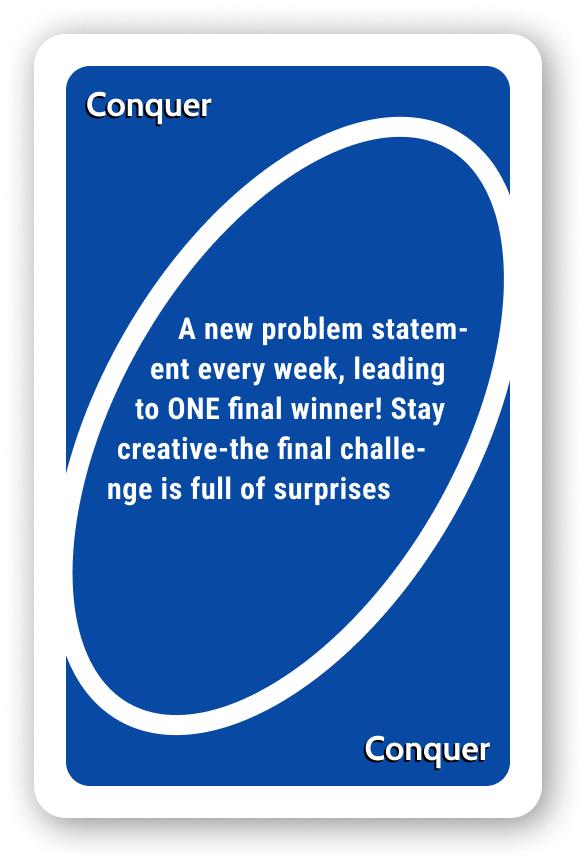 Conquer
A new problem statem-
ent every week, leading
to ONE final winner! Stay
creative-the final challe-
nge is full of surprises
Conquer